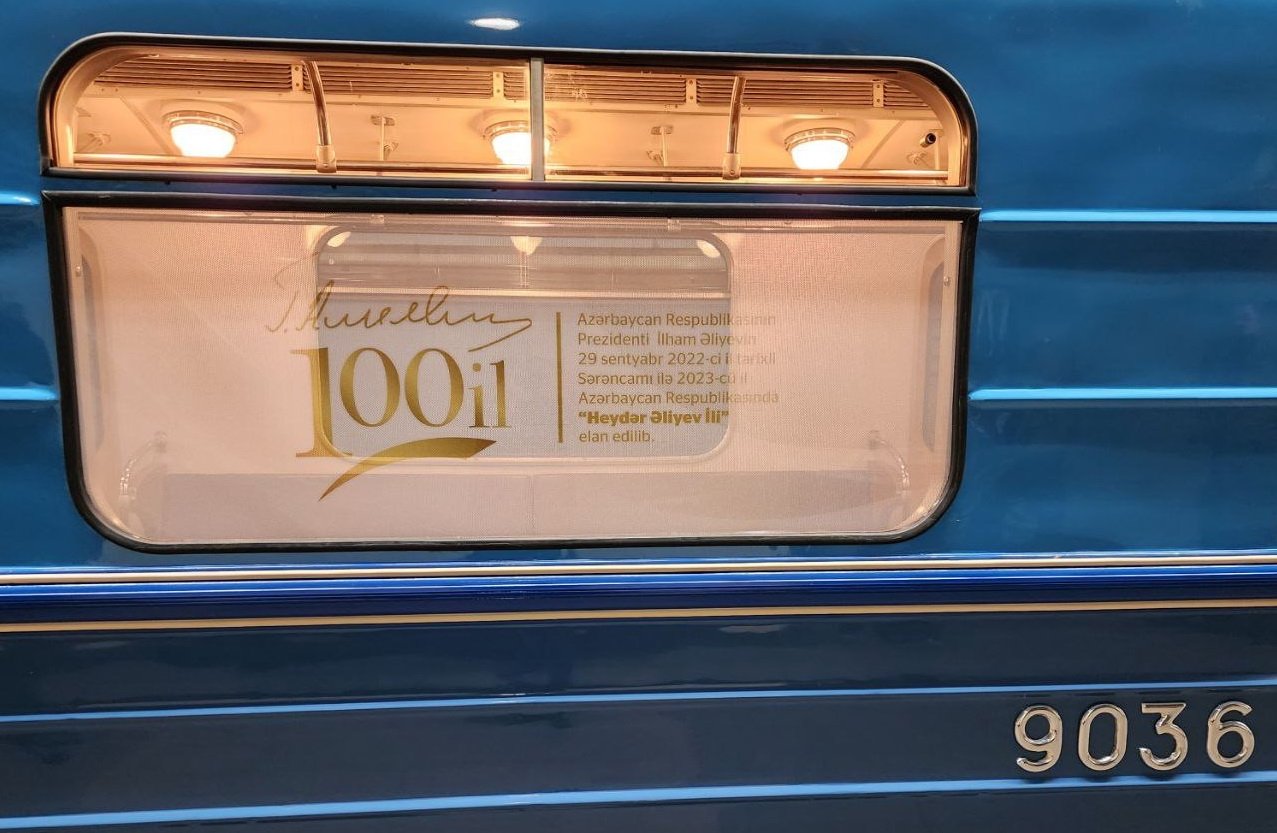 100il
Azərbaycan Respublikasının
Prezidenti İlham Əliyevin
29 sentyabr 2022-ci il tarixli
Sərəncamı ilə 2023-cü il
Azərbaycan Respublikasında
“Heydər Əliyev İli”
elan edilib.
9036